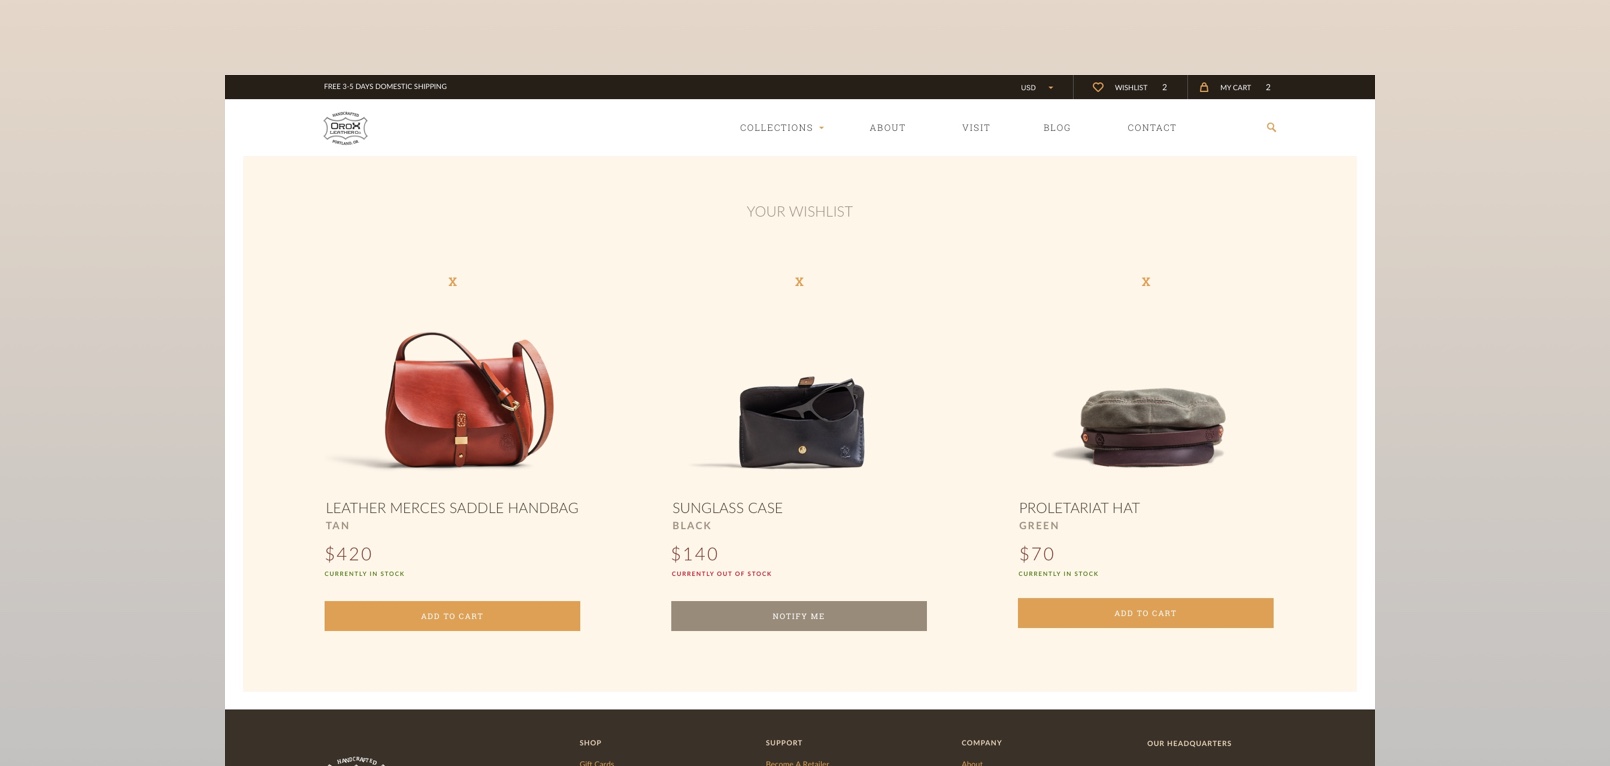 FREE 3-5 DAYS DOMESTIC SHIPPING
USD
WISHLIST 2
MY CART 2
HANDCRAFTED
OROX
LEATHER Co.
PORTLAND, OR.
COLLECTIONS
ABOUT
VISIT
BLOG
CONTACT
YOUR WISHLIST
X
X
X
LEATHER MERCES SADDLE HANDBAG
TAN
$420
CURRENTLY IN STOCK
ADD TO CART
SUNGLASS CASE
BLACK
$140
CURRENTLY OUT OF STOCK
NOTIFY ME
PROLETARIAT HAT
GREEN
$70
CURRENTLY IN STOCK
ADD TO CART
HANDCRAFTED
SHOP
Gift Cards
SUPPORT
Become A Retailer
COMPANY
About
OUR HEADQUARTERS